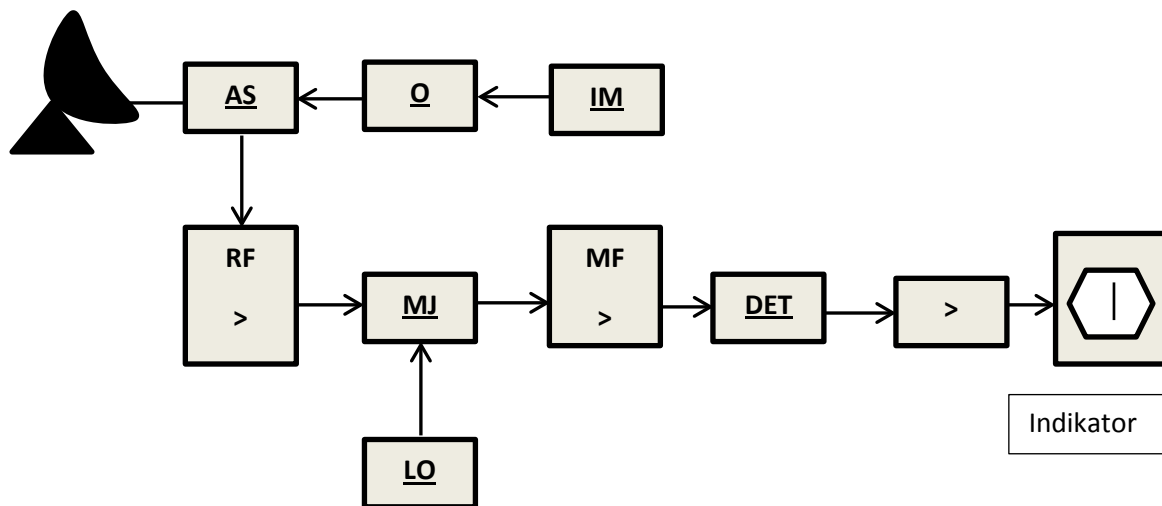 AS
O
IM
RF
>
MJ
MF
>
DET
>
LO
Indikator